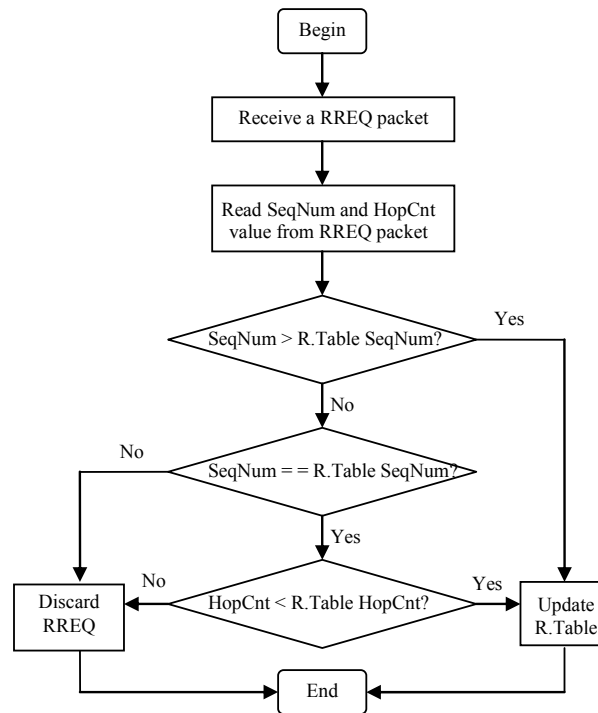 Begin
Receive a RREQ packet
Read SeqNum and HopCnt
value from RREQ packet
SeqNum > R.Table SeqNum?
Yes
No
No
SeqNum = = R.Table SeqNum?
Yes
No
HopCnt < R.Table HopCnt?
Yes
Discard
RREQ
Update
R.Table
End